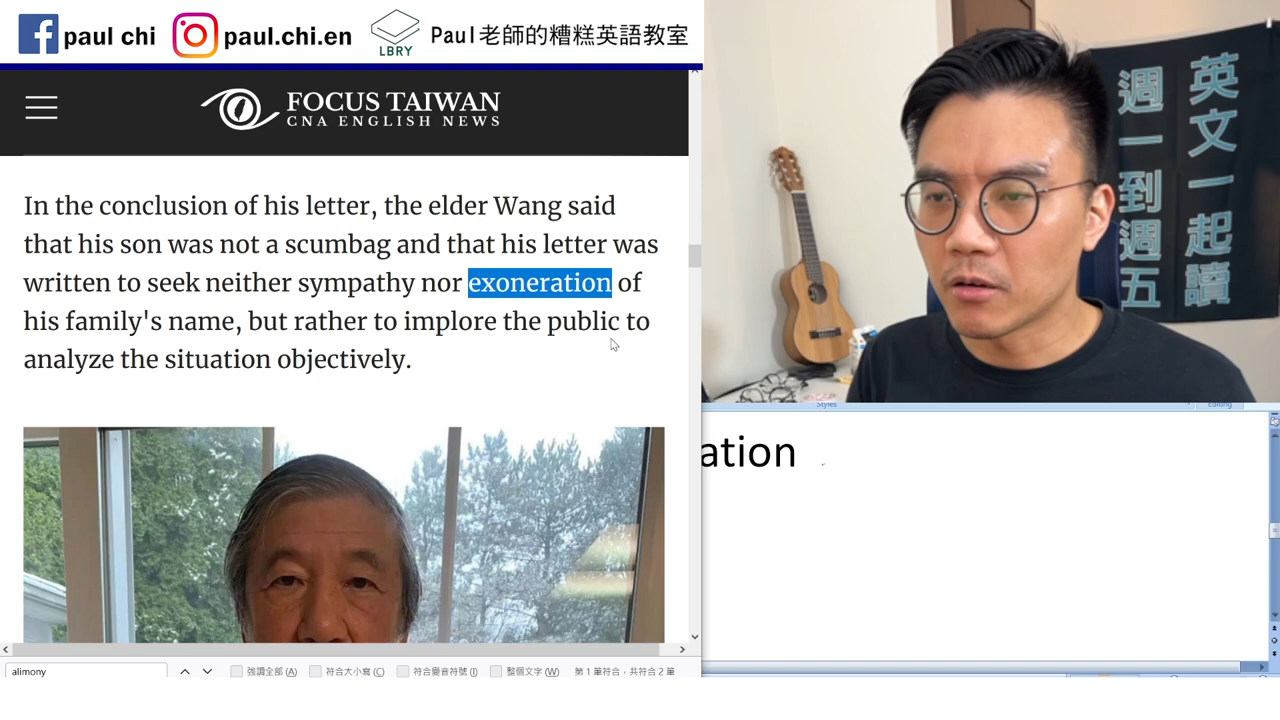 paul chi
paul.chi.en
LBRY
Paul老師的糟糕英語教室
FOCUS TAIWAN
CNA ENGLISH NEWS
In the conclusion of his letter, the elder Wang said
that his son was not a scumbag and that his letter was
written to seek neither sympathy nor exoneration of
his family's name, but rather to implore the public to
analyze the situation objectively.
英文一起讀
週一到週五
Styles
Editing
ation
alimony
強調全部 (A)
符合大小寫 (C)
符合變音符號 (I)
整個文字 (W)
第 1 筆符合,共符合 2 筆